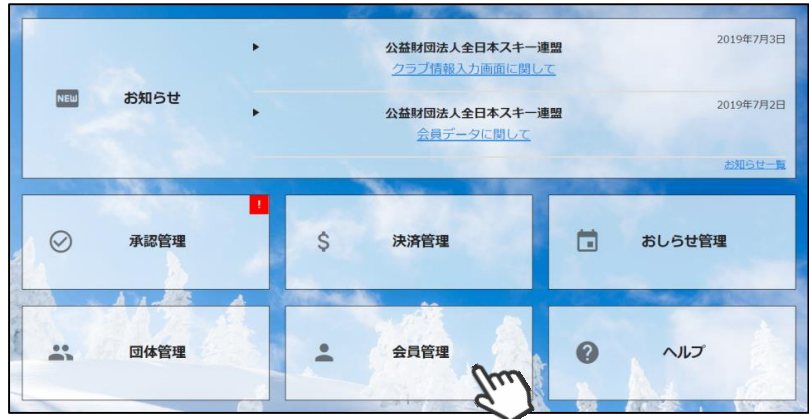 2019年7月3日
公益財団法人全日本スキー連盟
クラブ情報入力画面に関して
NEW
お知らせ
2019年7月2日
公益財団法人全日本スキー連盟
会員データに関して
お知らせ一覧
!
承認管理
$
決済管理
おしらせ管理
団体管理
会員管理
?
ヘルプ